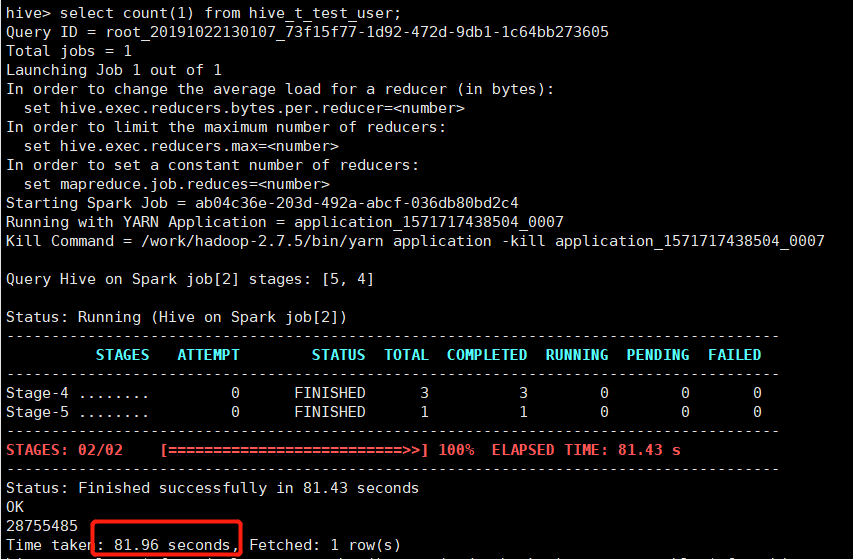 hive> select count(1) from hive_t_test_user;
Query ID = root_20191022130107_73f15f77-1d92-472d-9db1-1c64bb273605
Total jobs = 1
Launching Job 1 out of 1
In order to change the average load for a reducer (in bytes):
  set hive.exec.reducers.bytes.per.reducer=<number>
In order to limit the maximum number of reducers:
  set hive.exec.reducers.max=<number>
In order to set a constant number of reducers:
  set mapreduce.job.reduces=<number>
Starting Spark Job = ab04c36e-203d-492a-abcf-036db80bd2c4
Running with YARN Application = application_1571717438504_0007
Kill Command = /work/hadoop-2.7.5/bin/yarn application -kill application_1571717438504_0007
Query Hive on Spark job[2] stages: [5, 4]
Status: Running (Hive on Spark job[2])
--------------------------------------------------------------------------------------
STAGES ATTEMPT STATUS TOTAL COMPLETED RUNNING PENDING FAILED
--------------------------------------------------------------------------------------
Stage-4 ........ 0 FINISHED 3 3 0 0 0
Stage-5 ........ 0 FINISHED 1 1 0 0 0
--------------------------------------------------------------------------------------
STAGES: 02/02 [==========================>>] 100% ELAPSED TIME: 81.43 s
--------------------------------------------------------------------------------------
Status: Finished successfully in 81.43 seconds
OK
28755485
Time taken: 81.96 seconds, Fetched: 1 row(s)